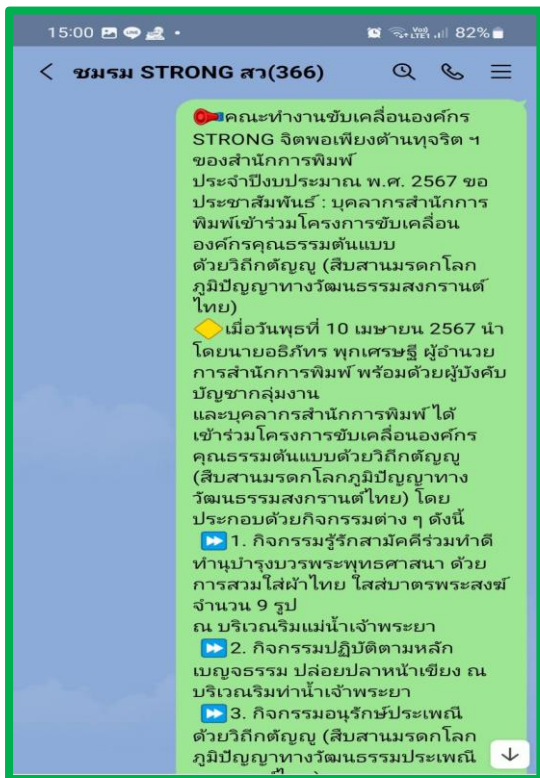 15:00 82%
ชมรม STRONG สว(366)
คณะทำงานขับเคลื่อนองค์กร
STRONG จิตพอเพียงต้านทุจริต ฯ
ของสำนักการพิมพ์
ประจำปีงบประมาณ พ.ศ. 2567 ขอ
ประชาสัมพันธ์ : บุคลากรสำนักการ
พิมพ์เข้าร่วมโครงการขับเคลื่อน
องค์กรคุณธรรมต้นแบบ
ด้วยวิถีกตัญญู (สืบสานมรดกโลก
ภูมิปัญญาทางวัฒนธรรมสงกรานต์
ไทย)
เมื่อวันพุธที่ 10 เมษายน 2567 นำ
โดยนายอธิภัทร พุกเศรษฐี ผู้อำนวย
การสำนักการพิมพ์ พร้อมด้วยผู้บังคับ
บัญชากลุ่มงาน
และบุคลากรสำนักการพิมพ์ ได้
เข้าร่วมโครงการขับเคลื่อนองค์กร
คุณธรรมต้นแบบด้วยวิถีกตัญญู
(สืบสานมรดกโลกภูมิปัญญาทาง
วัฒนธรรมสงกรานต์ไทย) โดย
ประกอบด้วยกิจกรรมต่าง ๆ ดังนี้
1. กิจกรรมรู้รักสามัคคีร่วมทำดี
ทำนุบำรุงบวรพระพุทธศาสนา ด้วย
การสวมใส่ผ้าไทย ใสส่บาตรพระสงฆ์
จำนวน 9 รูป
ณ บริเวณริมแม่น้ำเจ้าพระยา
2. กิจกรรมปฏิบัติตามหลัก
เบญจธรรม ปล่อยปลาหน้าเขียง ณ
บริเวณริมท่าน้ำเจ้าพระยา
3. กิจกรรมอนุรักษ์ประเพณี
ด้วยวิถีกตัญญู (สืบสานมรดกโลก
ภูมิปัญญาทางวัฒนธรรมประเพณี